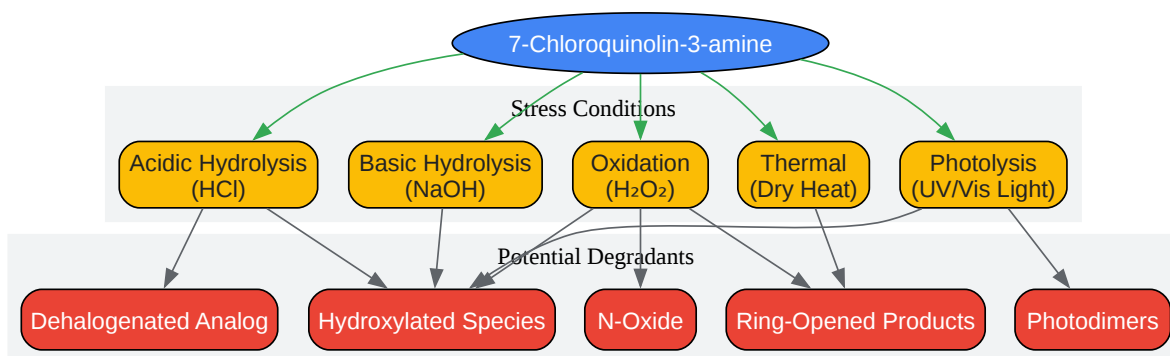 7-Chloroquinolin-3-amine
Stress Conditions
Acidic Hydrolysis
(HCl)
Basic Hydrolysis
(NaOH)
Oxidation
(H₂O₂)
Thermal
(Dry Heat)
Photolysis
(UV/Vis Light)
Potential Degradants
Dehalogenated Analog
Hydroxylated Species
N-Oxide
Ring-Opened Products
Photodimers